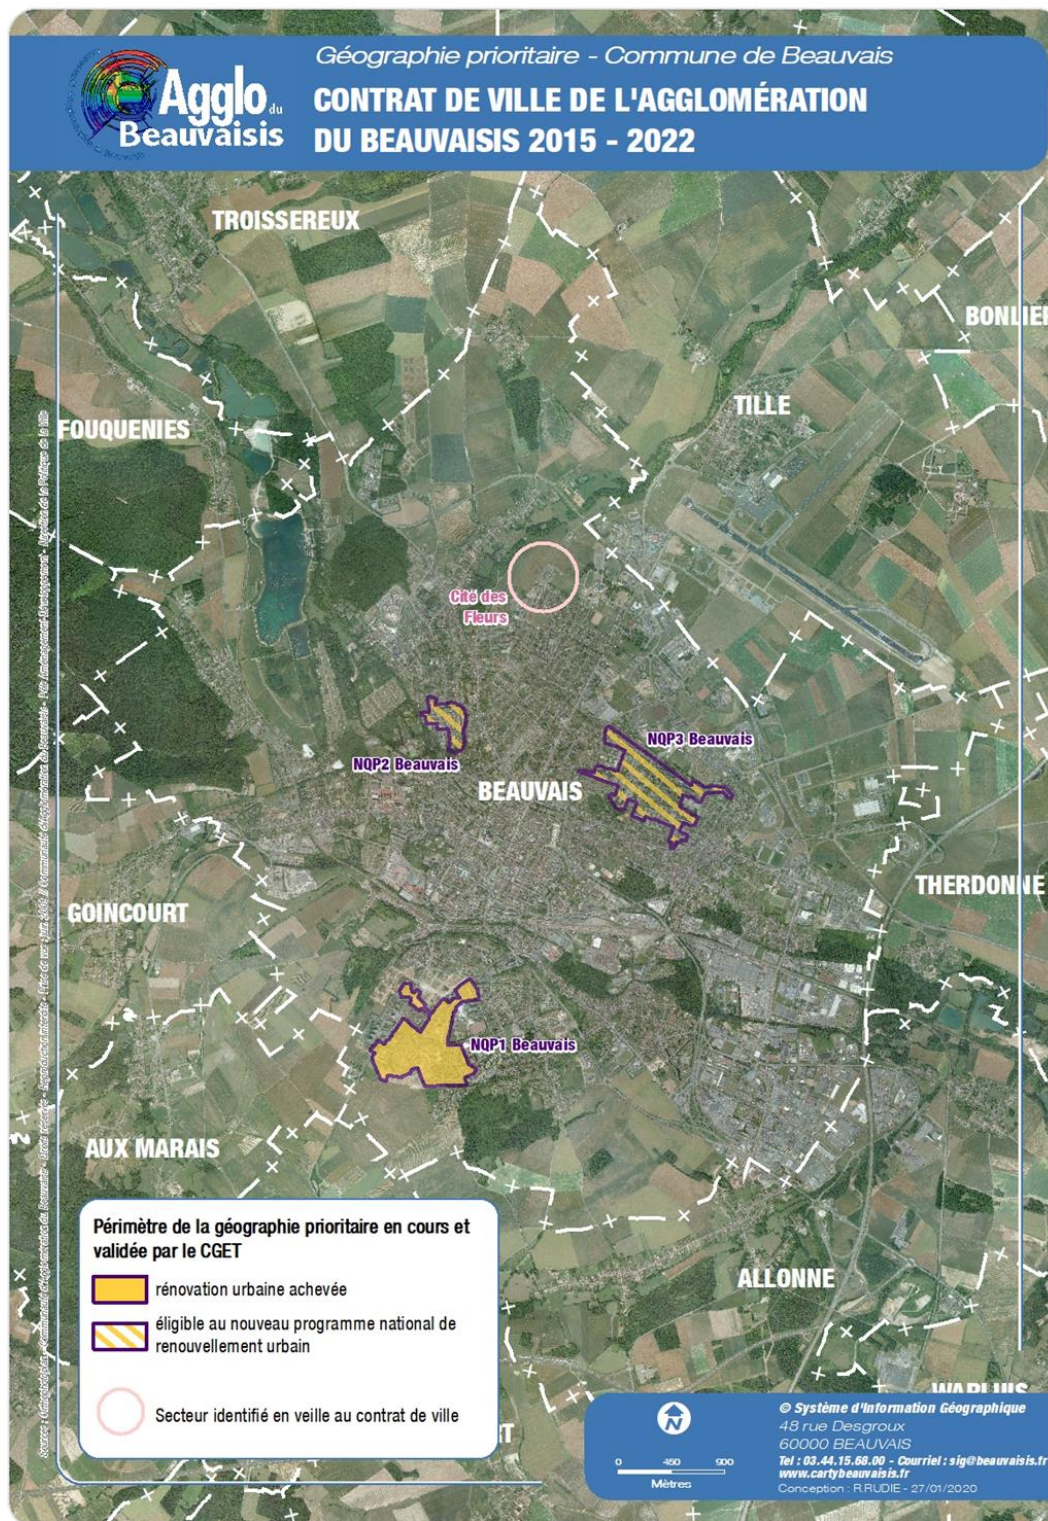 Agglo du
Beauvaisis
Géographie prioritaire - Commune de Beauvais
CONTRAT DE VILLE DE L'AGGLOMÉRATION
DU BEAUVAISIS 2015 - 2022
TROISSEREUX
BONLIER
TILLE
FOUQUENIES
Cité des
Fleurs
NQP3 Beauvais
NQP2 Beauvais
BEAUVAIS
THERDONNE
GOINCOURT
NQP1 Beauvais
AUX MARAIS
ALLONNE
WARLUIS
Périmètre de la géographie prioritaire en cours et
validée par le CGET
rénovation urbaine achevée
éligible au nouveau programme national de
renouvellement urbain
Secteur identifié en veille au contrat de ville
RT
N
0 450 900
Mètres
© Système d'Information Géographique
48 rue Desgroux
60000 BEAUVAIS
Tel : 03.44.15.68.00 - Courriel : sig@beauvaisis.fr
www.cartybeauvaisis.fr
Conception : R.RUDIE - 27/01/2020